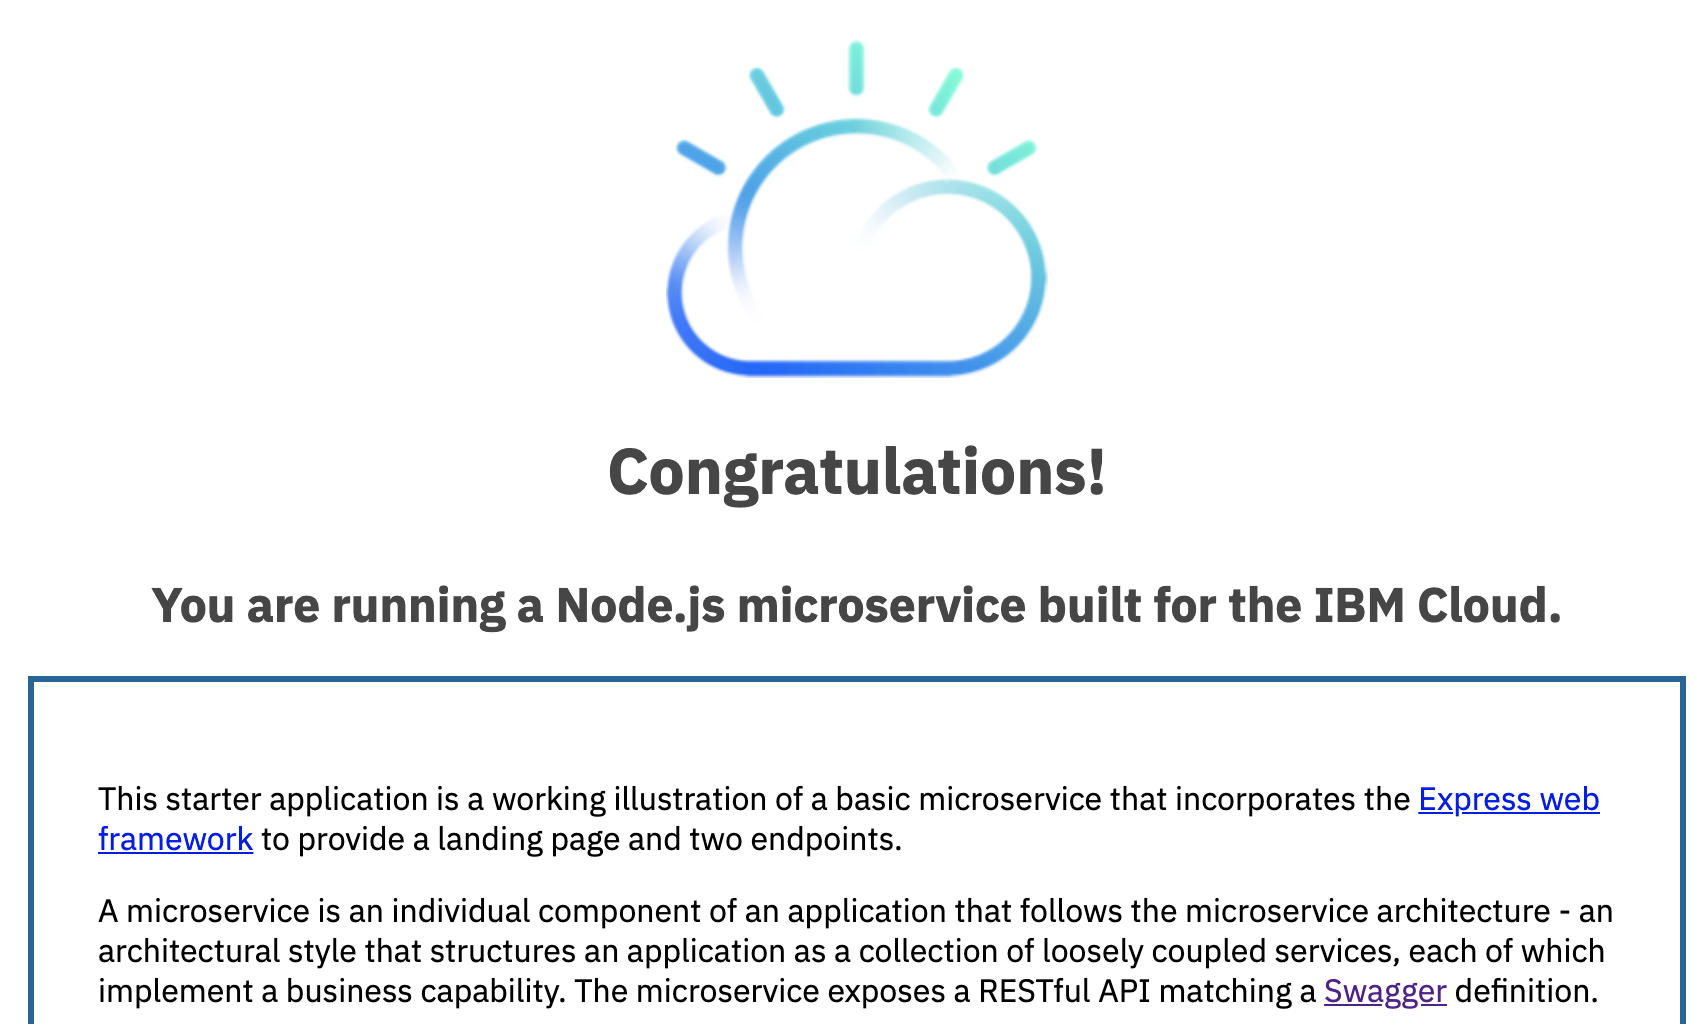 Congratulations!
You are running a Node.js microservice built for the IBM Cloud.
This starter application is a working illustration of a basic microservice that incorporates the Express web
framework to provide a landing page and two endpoints.
A microservice is an individual component of an application that follows the microservice architecture - an
architectural style that structures an application as a collection of loosely coupled services, each of which
implement a business capability. The microservice exposes a RESTful API matching a Swagger definition.